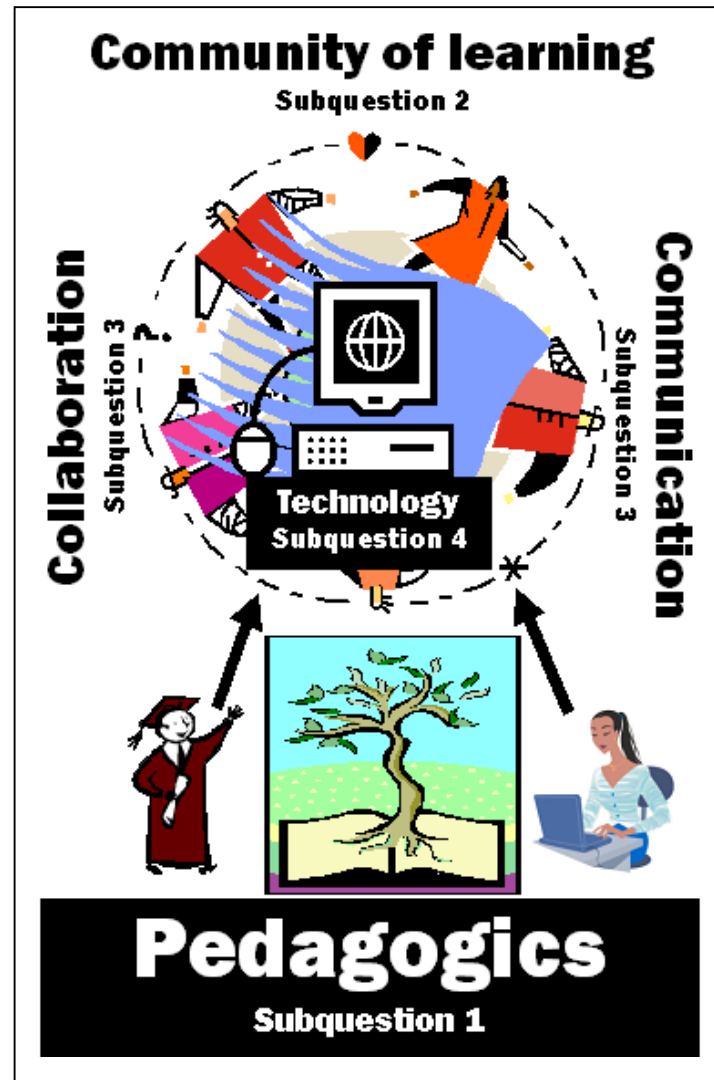 Community of learning
Subquestion 2
Collaboration
Subquestion 3
?
Communication
Subquestion 3
Technology
Subquestion 4
Pedagogics
Subquestion 1